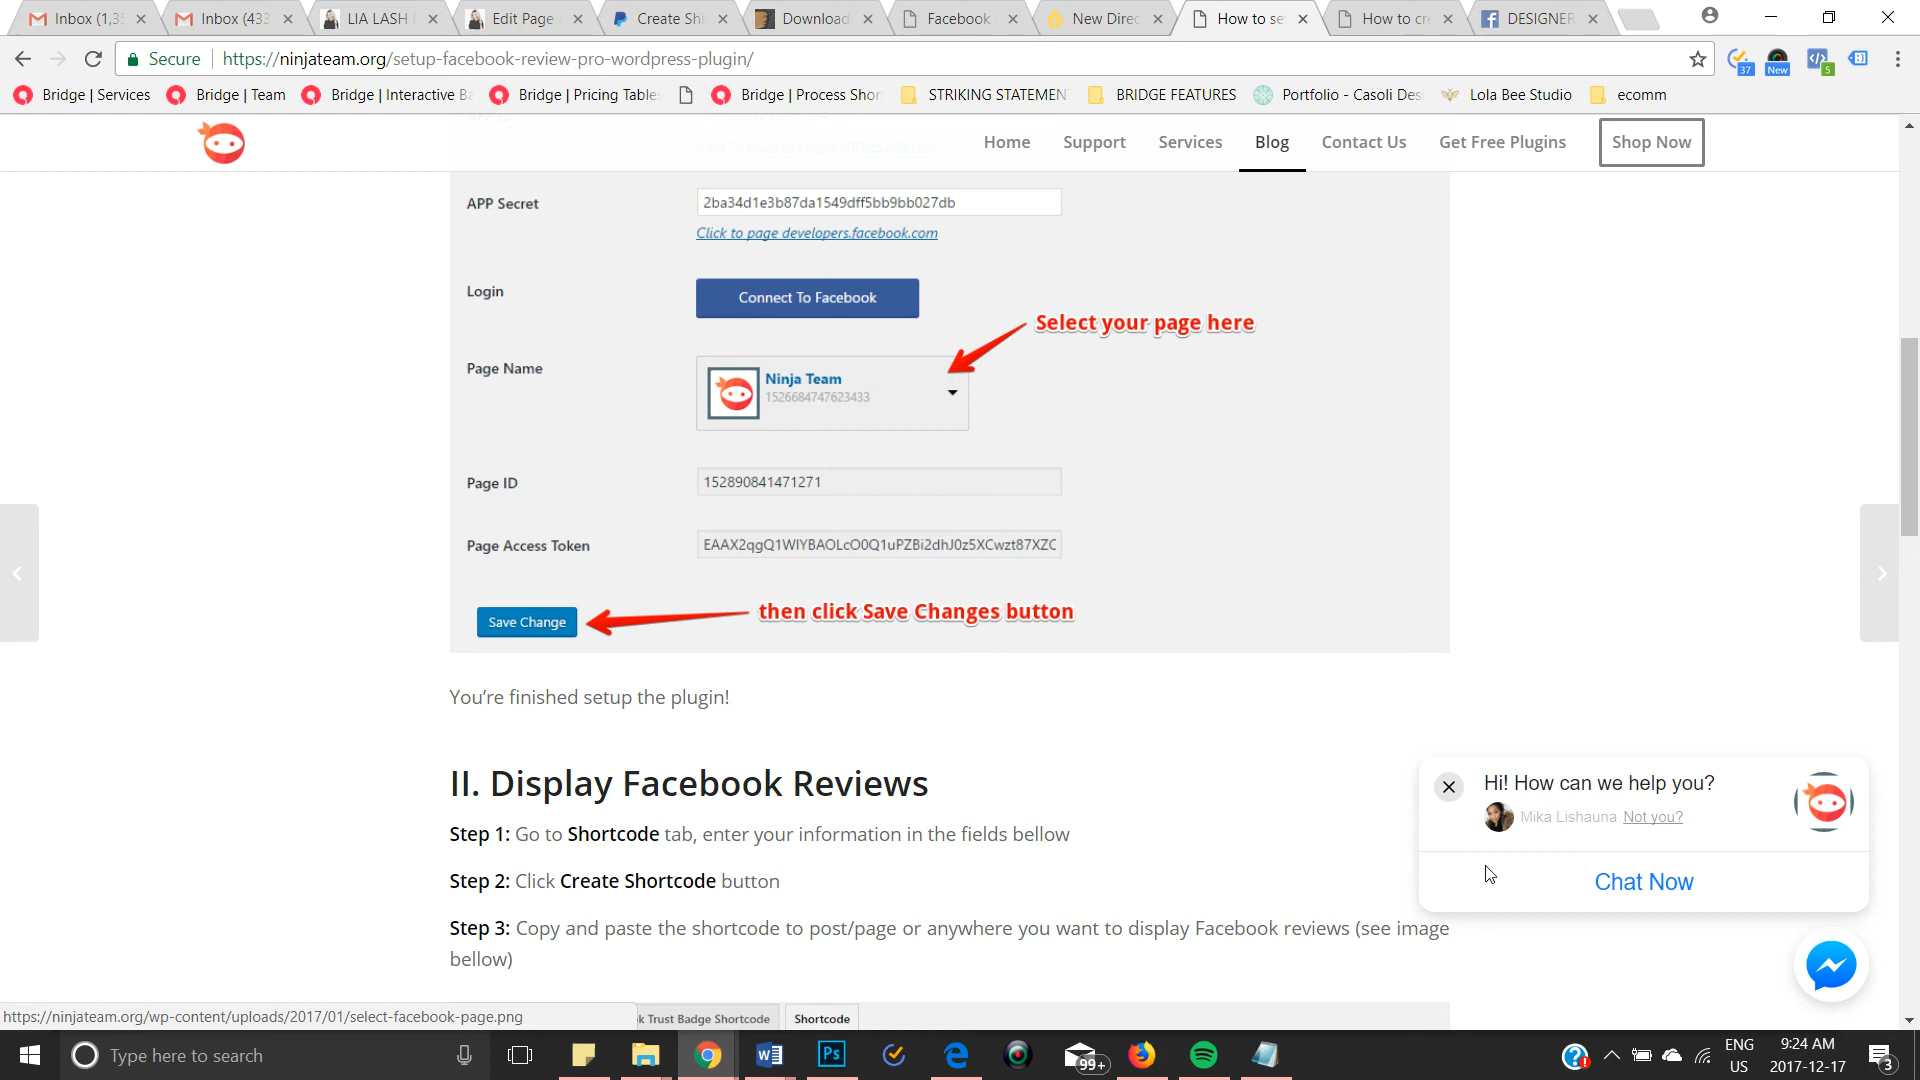 Inbox (1,35
Inbox (433
LIA LASH
Edit Page
Create Shi
Download
Facebook
New Direc
How to se
How to cr
DESIGNER
Secure
https://ninjateam.org/setup-facebook-review-pro-wordpress-plugin/
37
New
5
Bridge | Services
Bridge | Team
Bridge | Interactive Ba
Bridge | Pricing Table
Bridge | Process Shor
STRIKING STATEMEN
BRIDGE FEATURES
Portfolio - Casoli Des
Lola Bee Studio
ecomm
Home
Support
Services
Blog
Contact Us
Get Free Plugins
Shop Now
APP Secret
2ba34d1e3b87da1549dff5bb9bb027db
Click to page developers.facebook.com
Login
Connect To Facebook
Select your page here
Page Name
Ninja Team
1526684747623433
Page ID
152890841471271
Page Access Token
EAAX2qgQ1WIYBAOLcO0Q1uPZBi2dhJ0z5XCwzt87XZC
Save Change
then click Save Changes button
You're finished setup the plugin!
II. Display Facebook Reviews
Step 1: Go to Shortcode tab, enter your information in the fields bellow
Step 2: Click Create Shortcode button
Step 3: Copy and paste the shortcode to post/page or anywhere you want to display Facebook reviews (see image
bellow)
Hi! How can we help you?
Mika Lishauna Not you?
Chat Now
https://ninjateam.org/wp-content/uploads/2017/01/select-facebook-page.png
k Trust Badge Shortcode
Shortcode
Type here to search
Ps
99+
ENG
US
9:24 AM
2017-12-17
3